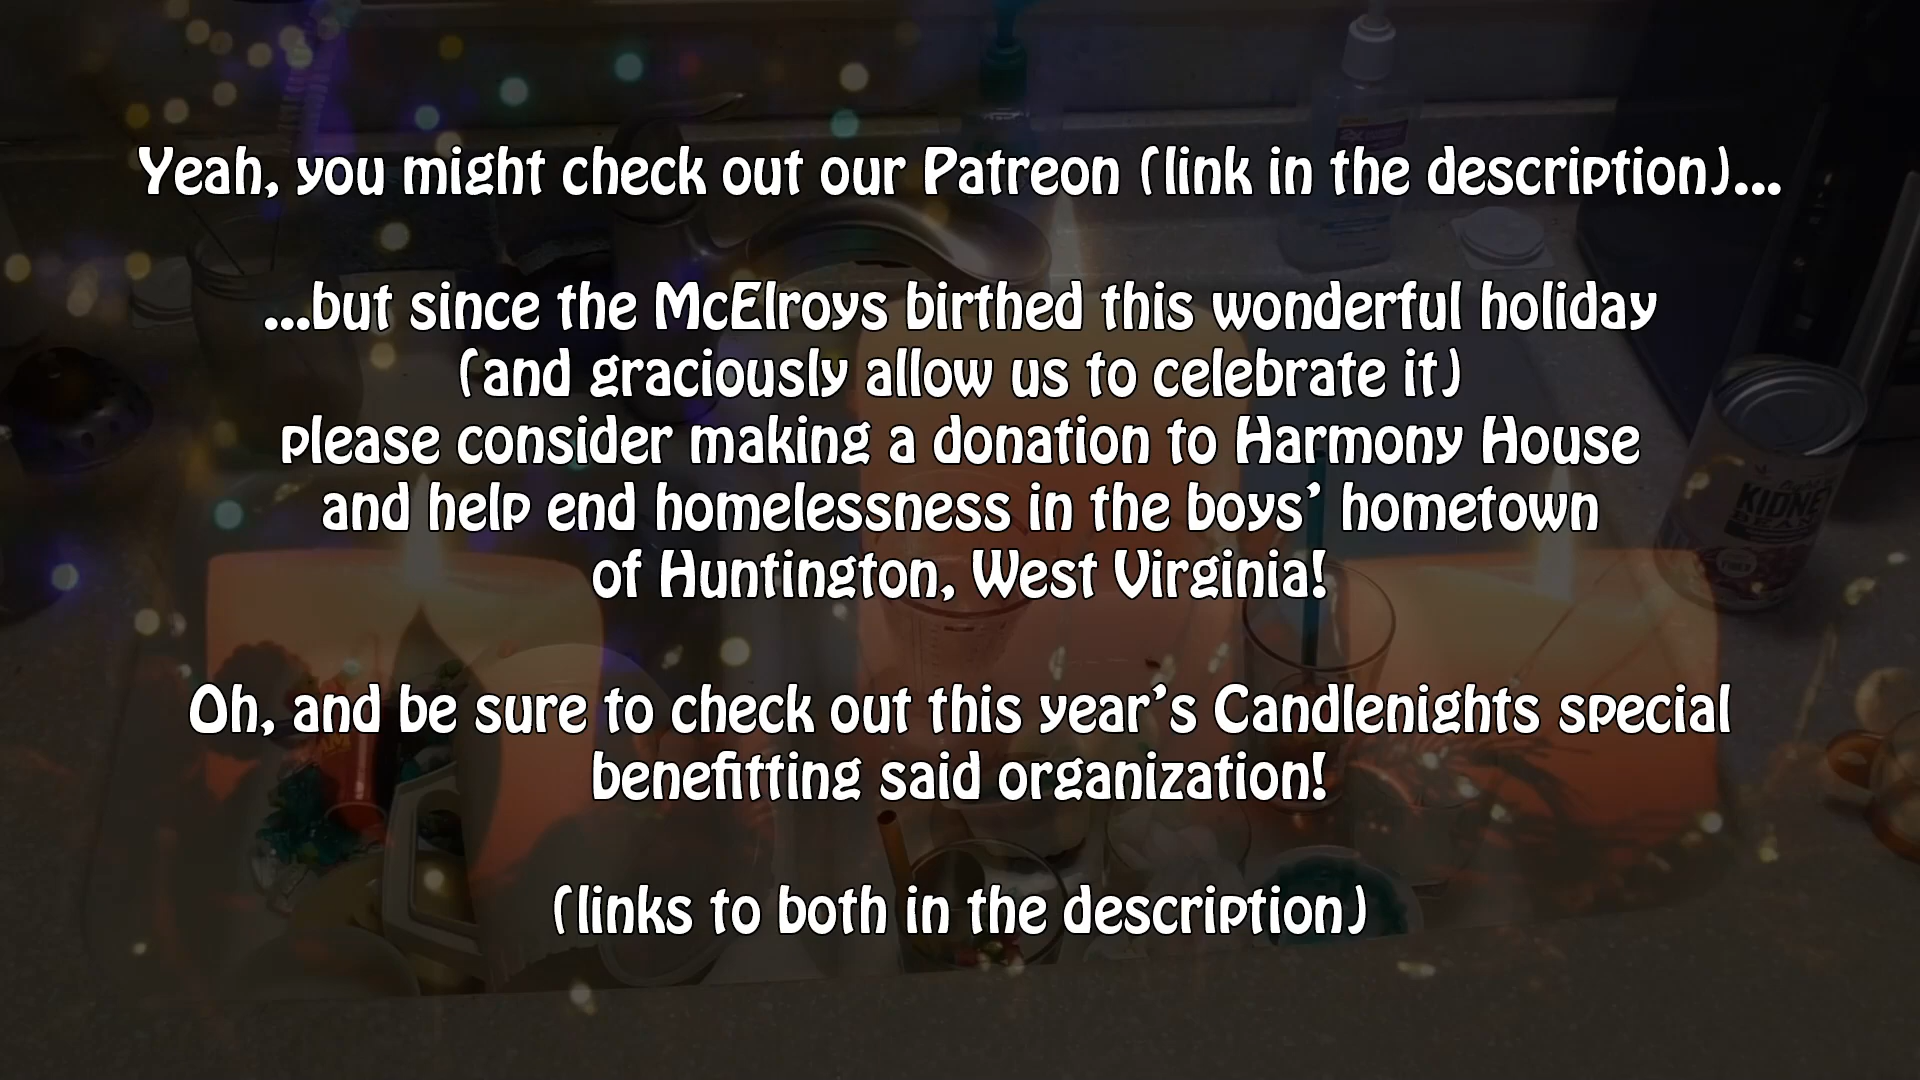 Yeah, you might check out our Patreon (link in the description)...
...but since the McElroys birthed this wonderful holiday
(and graciously allow us to celebrate it)
please consider making a donation to Harmony House
and help end homelessness in the boys’ hometown
of Huntington, West Virginia!
Oh, and be sure to check out this year’s Candlenights special
benefitting said organization!
(links to both in the description)
KIDNEY
BEANS